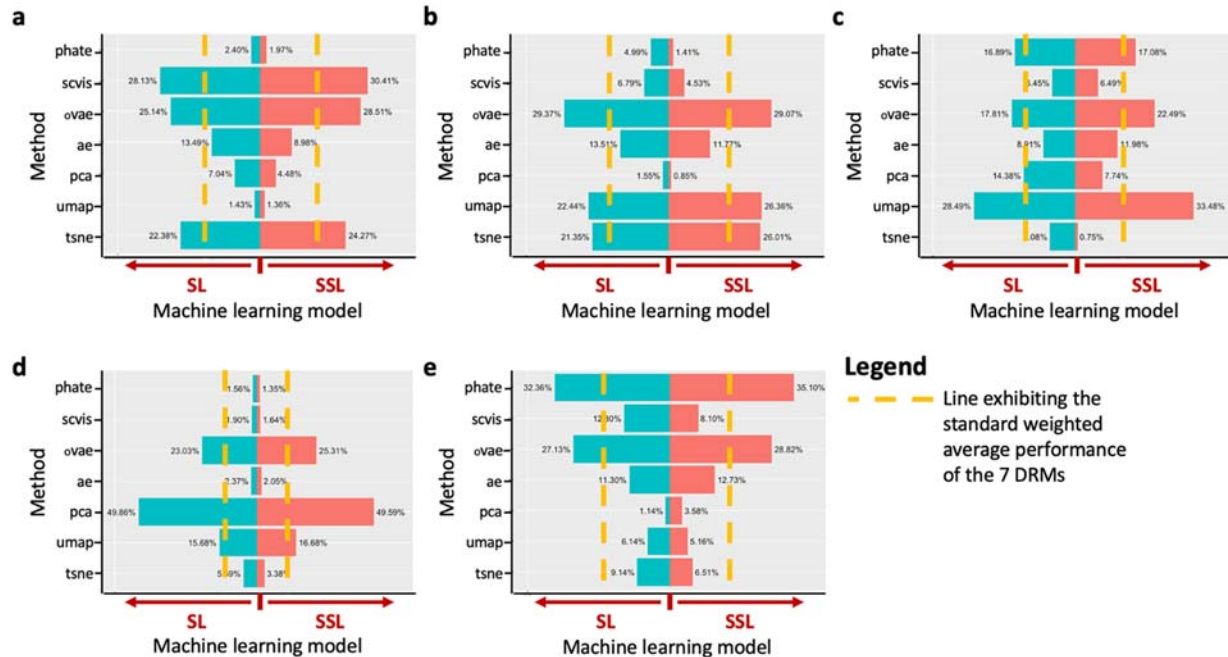 a
Method
phate 2.40% 1.97%
scvis 28.13% 30.41%
ovae 25.14% 28.51%
ae 13.49% 8.98%
pca 7.04% 4.48%
umap 1.43% 1.36%
tsne 22.38% 24.27%
SL SSL
Machine learning model
b
Method
phate 4.99% 1.41%
scvis 6.79% 4.53%
ovae 29.37% 29.07%
ae 13.51% 11.77%
pca 1.55% 0.85%
umap 22.44% 26.36%
tsne 21.35% 26.01%
SL SSL
Machine learning model
c
Method
phate 16.89% 17.08%
scvis 6.49%
ovae 17.81% 22.49%
ae 8.91% 11.98%
pca 14.38% 7.74%
umap 28.49% 33.48%
tsne 0.75%
SL SSL
Machine learning model
d
Method
phate 1.56% 1.35%
scvis 1.90% 1.64%
ovae 23.03% 25.31%
ae 2.05%
pca 49.86% 49.59%
umap 15.68% 16.68%
tsne 3.38%
SL SSL
Machine learning model
e
Method
phate 32.36% 35.10%
scvis 8.10%
ovae 27.13% 28.82%
ae 11.30% 12.73%
pca 1.14% 3.58%
umap 6.14% 5.16%
tsne 9.14% 6.51%
SL SSL
Machine learning model
Legend
Line exhibiting the
standard weighted
average performance
of the 7 DRMs